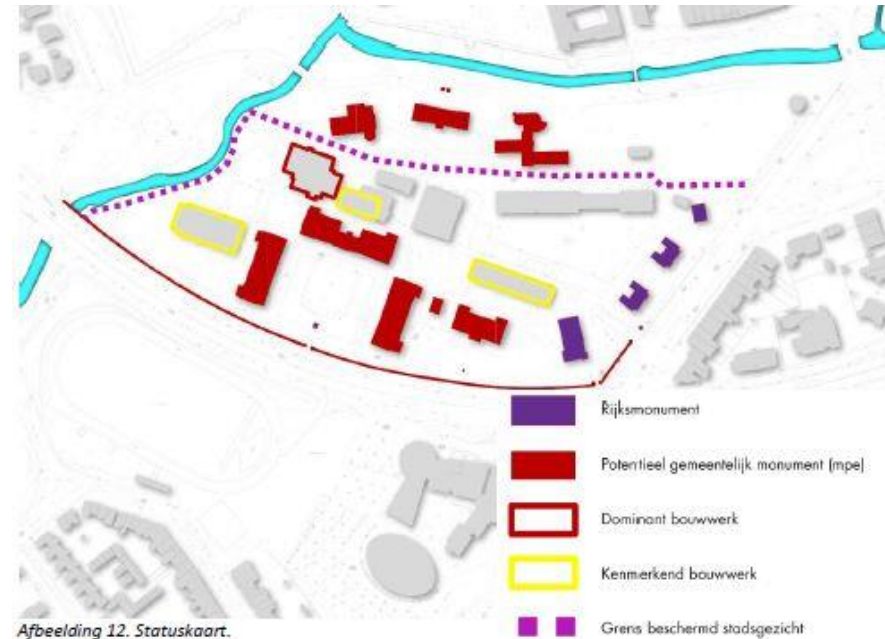 Rijksmonument
Potentieel gemeentelijk monument (mpe)
Dominant bouwwerk
Kenmerkend bouwwerk
Grens beschermd stadsgezicht
Afbeelding 12. Statuskaart.